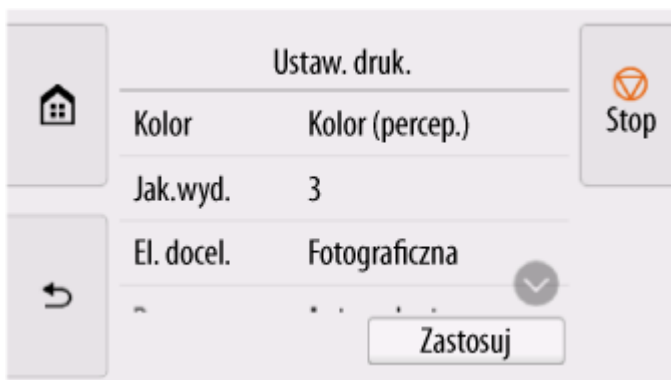 Ustaw. druk.
Stop
Kolor Kolor (percep.)
Jak.wyd. 3
El. docel. Fotograficzna
Zastosuj